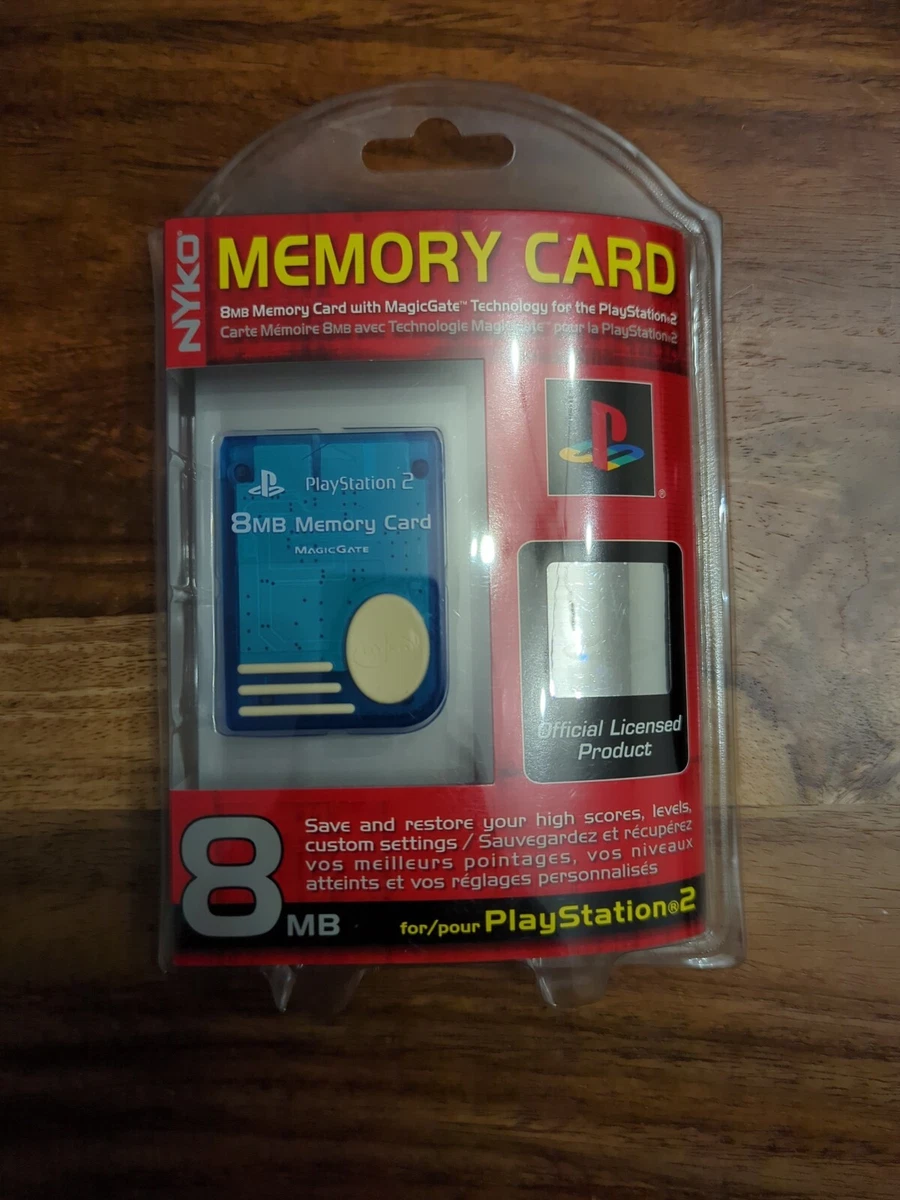 NYKO®
MEMORY CARD
8MB Memory Card with MagicGate™ Technology for the PlayStation®2
Carte Mémoire 8MB avec Technologie MagicGate™ pour la PlayStation®2
®
PlayStation 2
8MB Memory Card
MAGICGATE
Official Licensed
Product
8 MB
Save and restore your high scores, levels,
custom settings / Sauvegardez et récupérez
vos meilleurs pointages, vos niveaux
atteints et vos réglages personnalisés
for/pour PlayStation®2